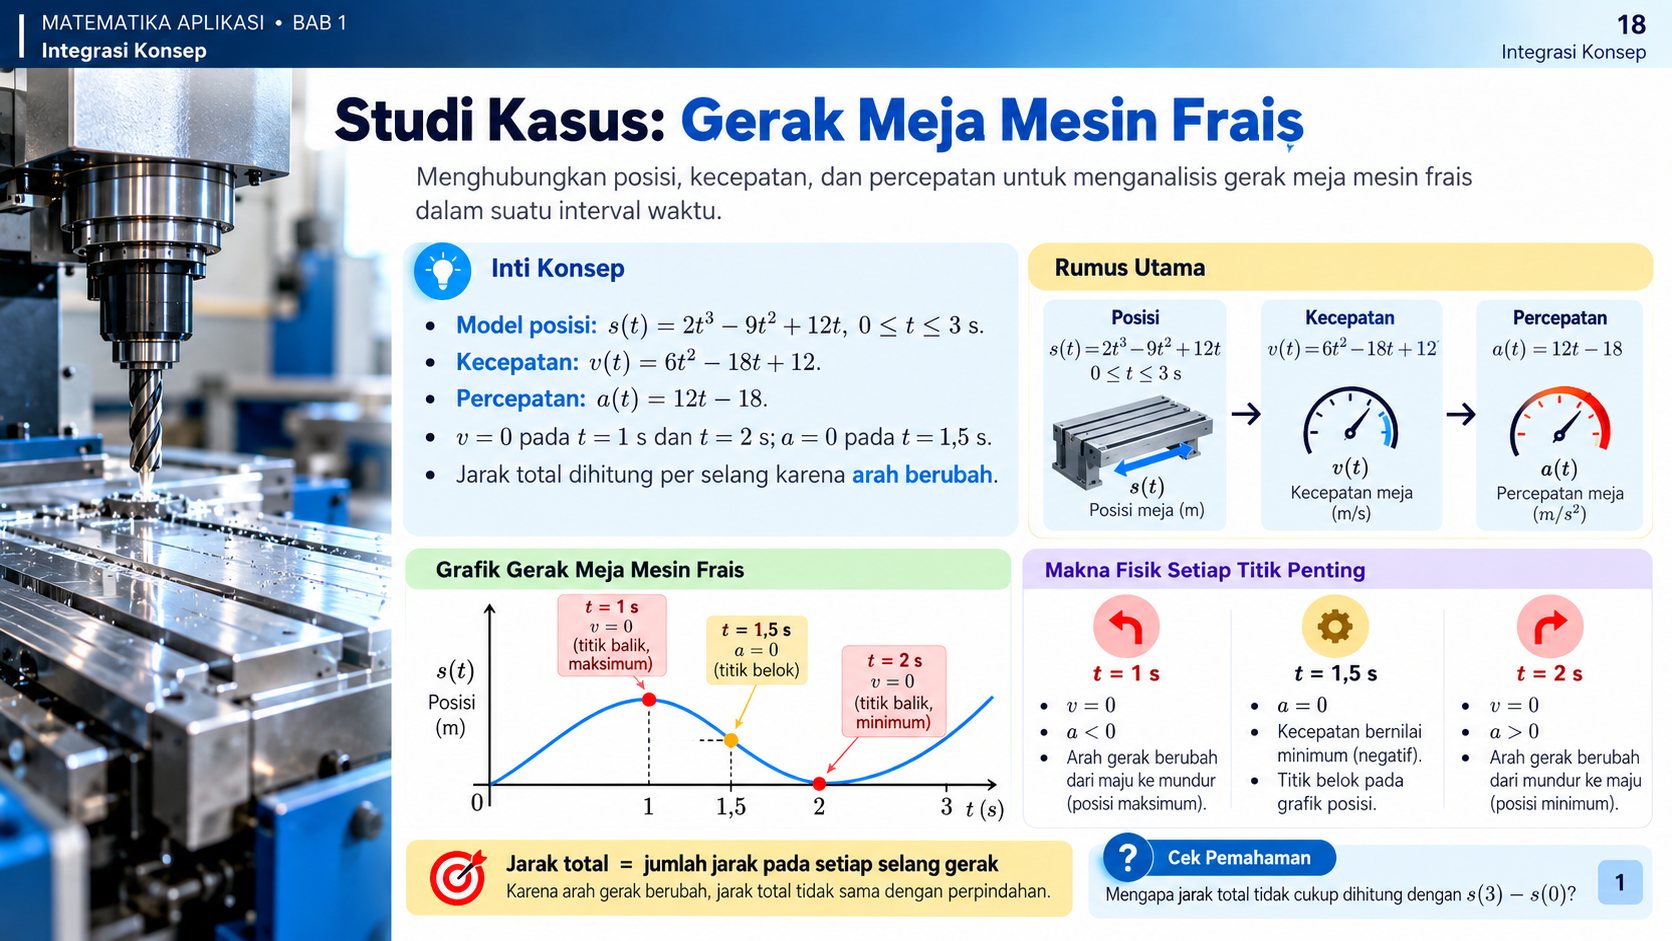 MATEMATIKA APLIKASI • BAB 1
Integrasi Konsep
18
Integrasi Konsep
Studi Kasus: Gerak Meja Mesin Frais
Menghubungkan posisi, kecepatan, dan percepatan untuk menganalisis gerak meja mesin frais
dalam suatu interval waktu.
Inti Konsep
• Model posisi: s(t) = 2t³ − 9t² + 12t, 0 ≤ t ≤ 3 s.
• Kecepatan: v(t) = 6t² − 18t + 12.
• Percepatan: a(t) = 12t − 18.
• v = 0 pada t = 1 s dan t = 2 s; a = 0 pada t = 1,5 s.
• Jarak total dihitung per selang karena arah berubah.
Rumus Utama
Posisi
s(t) = 2t³ − 9t² + 12t
0 ≤ t ≤ 3 s
s(t)
Posisi meja (m)
Kecepatan
v(t) = 6t² − 18t + 12
v(t)
Kecepatan meja
(m/s)
Percepatan
a(t) = 12t − 18
a(t)
Percepatan meja
(m/s²)
Grafik Gerak Meja Mesin Frais
s(t)
Posisi
(m)
t = 1 s
v = 0
(titik balik,
maksimum)
t = 1,5 s
a = 0
(titik belok)
t = 2 s
v = 0
(titik balik,
minimum)
0
1
1,5
2
3
t (s)
Makna Fisik Setiap Titik Penting
t = 1 s
• v = 0
• a < 0
• Arah gerak berubah
dari maju ke mundur
(posisi maksimum).
t = 1,5 s
• a = 0
• Kecepatan bernilai
minimum (negatif).
• Titik belok pada
grafik posisi.
t = 2 s
• v = 0
• a > 0
• Arah gerak berubah
dari mundur ke maju
(posisi minimum).
Jarak total = jumlah jarak pada setiap selang gerak
Karena arah gerak berubah, jarak total tidak sama dengan perpindahan.
? Cek Pemahaman
Mengapa jarak total tidak cukup dihitung dengan s(3) − s(0)?
1